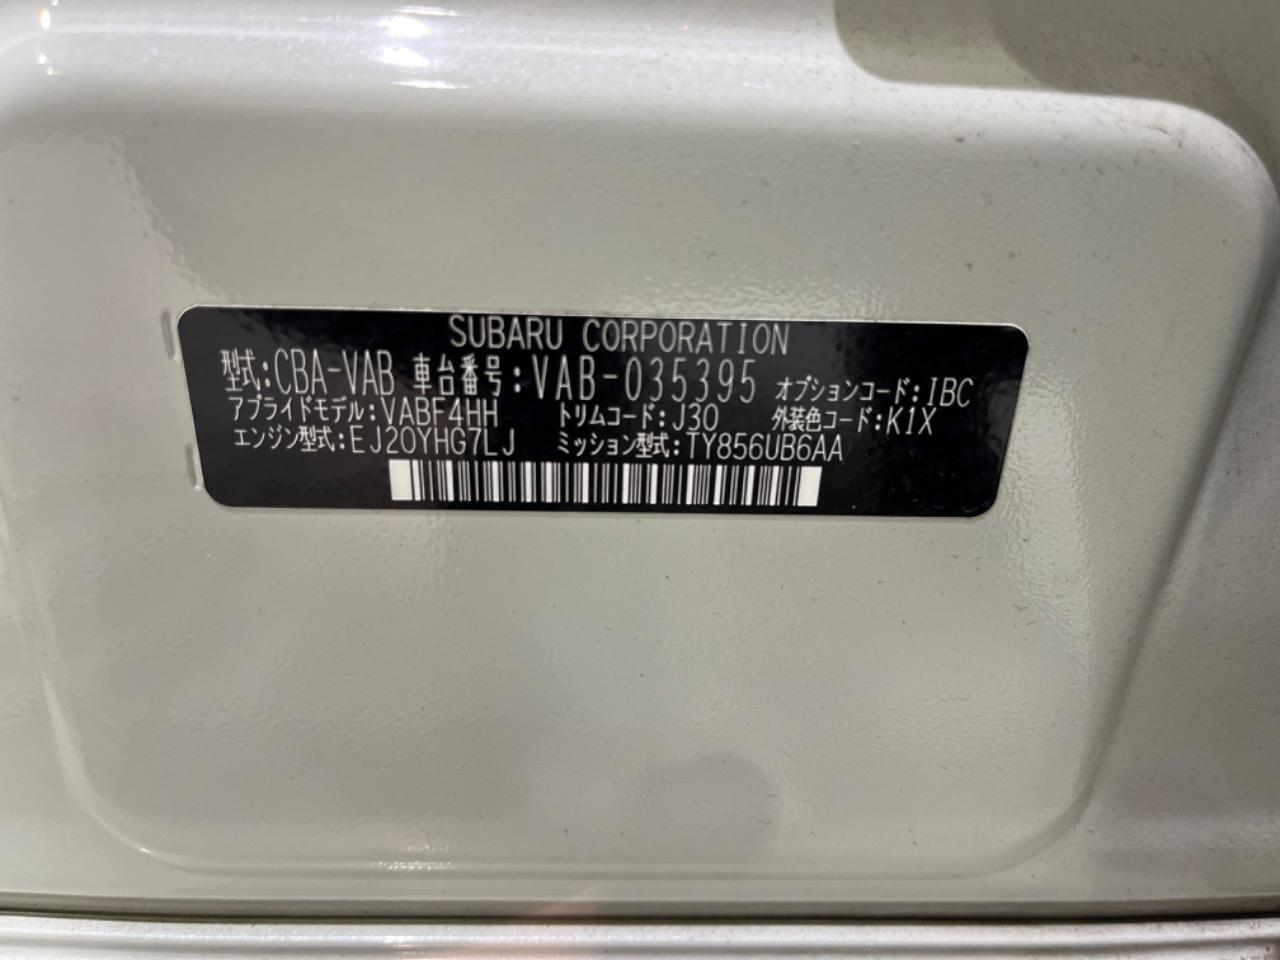 SUBARU CORPORATION
型式:CBA-VAB 車台番号:VAB-035395 オプションコード:IBC
アプライドモデル:VABF4HH トリムコード:J30 外装色コード:K1X
エンジン型式:EJ20YHG7LJ ミッション型式:TY856UB6AA